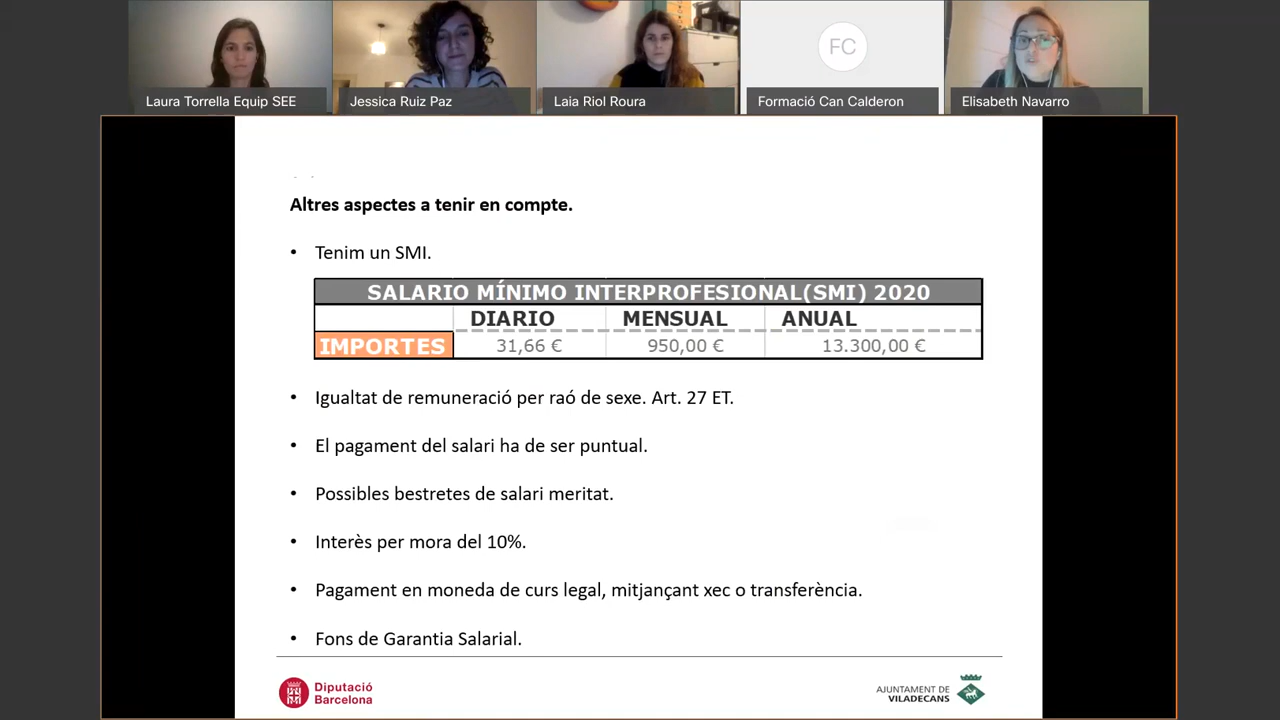 Laura Torrella Equip SEE
Jessica Ruiz Paz
Laia Riol Roura
FC
Formació Can Calderon
Elisabeth Navarro
Altres aspectes a tenir en compte.
• Tenim un SMI.
SALARIO MÍNIMO INTERPROFESIONAL(SMI) 2020
DIARIO MENSUAL ANUAL
IMPORTES 31,66 € 950,00 € 13.300,00 €
• Igualtat de remuneració per raó de sexe. Art. 27 ET.
• El pagament del salari ha de ser puntual.
• Possibles bestretes de salari meritat.
• Interès per mora del 10%.
• Pagament en moneda de curs legal, mitjançant xec o transferència.
• Fons de Garantia Salarial.
Diputació
Barcelona
AJUNTAMENT DE
VILADECANS